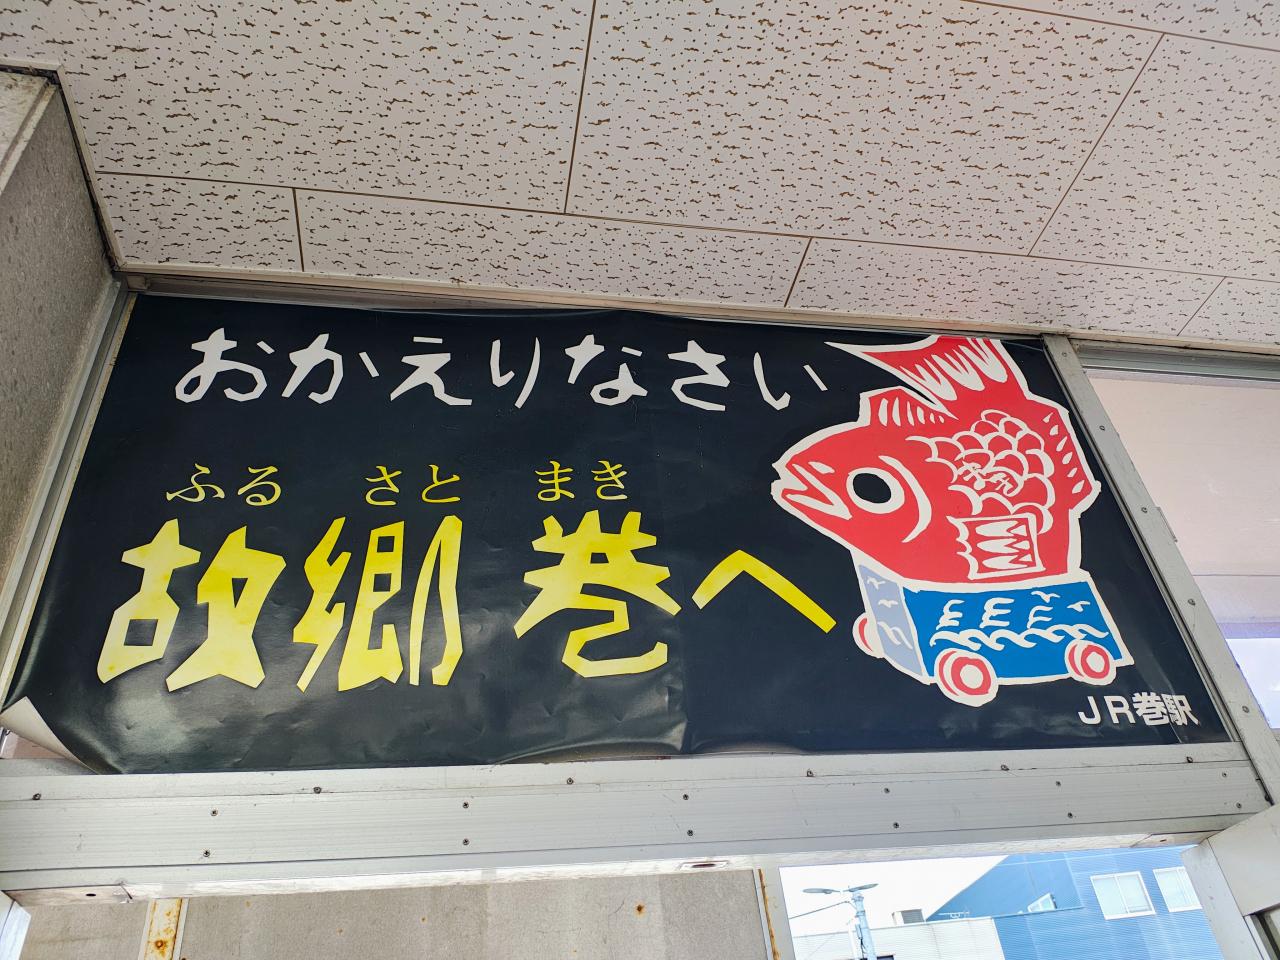 おかえりなさい
ふるさと まき
故郷 巻へ
JR巻駅